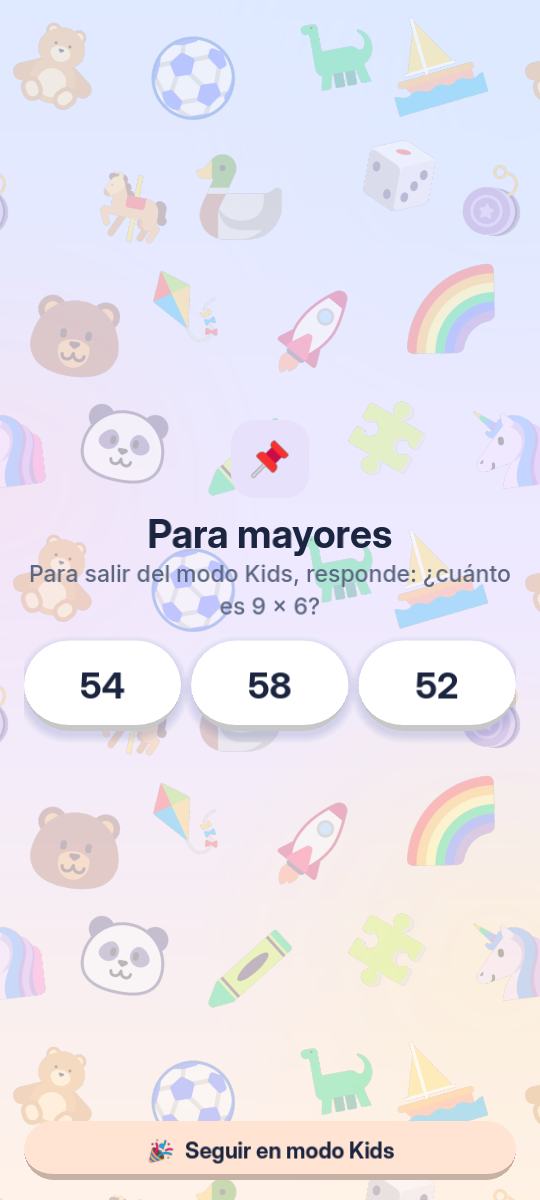 Para mayores
Para salir del modo Kids, responde: ¿cuánto
es 9 × 6?
54
58
52
Seguir en modo Kids